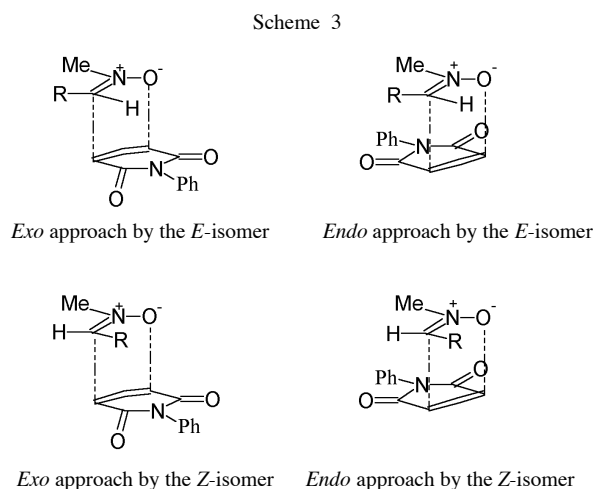 Scheme 3
Me N + O - R H
O N Ph O
Exo approach by the E-isomer
Me N + O - R H
Ph N O O
Endo approach by the E-isomer
Me N + O - H R
O N Ph O
Exo approach by the Z-isomer
Me N + O - H R
Ph N O O
Endo approach by the Z-isomer